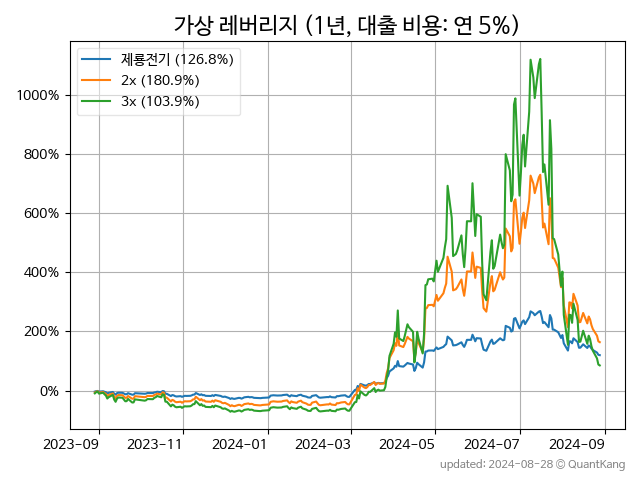 가상 레버리지 (1년, 대출 비용: 연 5%)
제룡전기 (126.8%)
2x (180.9%)
3x (103.9%)
1000%
800%
600%
400%
200%
0%
2023-09 2023-11 2024-01 2024-03 2024-05 2024-07 2024-09
updated: 2024-08-28 @ QuantKang